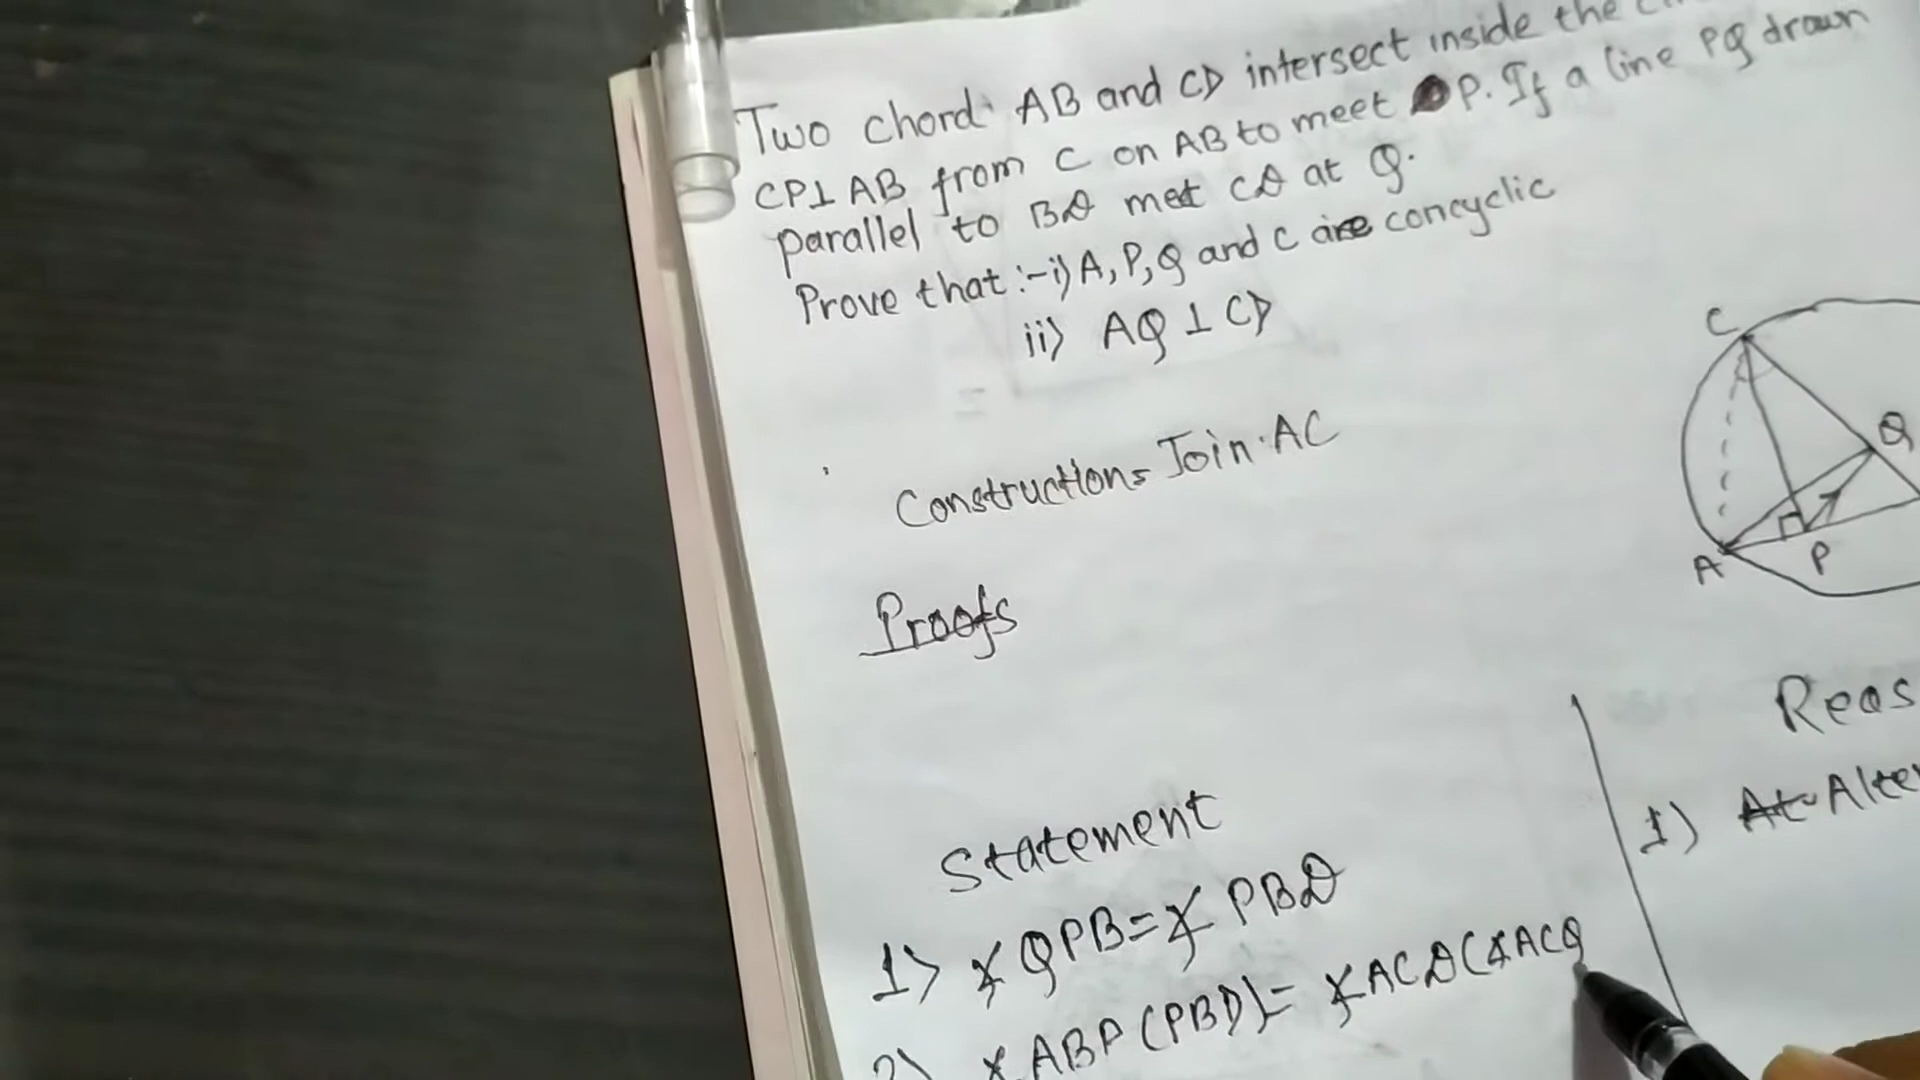 Two chord AB and CD intersect inside the
CP⊥AB from C on AB to meet P. If a line PQ drawn
parallel to BD meet CD at Q.
Prove that :- i) A, P, Q and C are concyclic
ii) AQ ⊥ CD
C
Q
A
P
Construction= Join AC
Proofs
Statement
Reas
1) ∡QPB=∡PBD
1) Alter
2) ∡ABD (PBD)= ∡ACD(∡ACQ